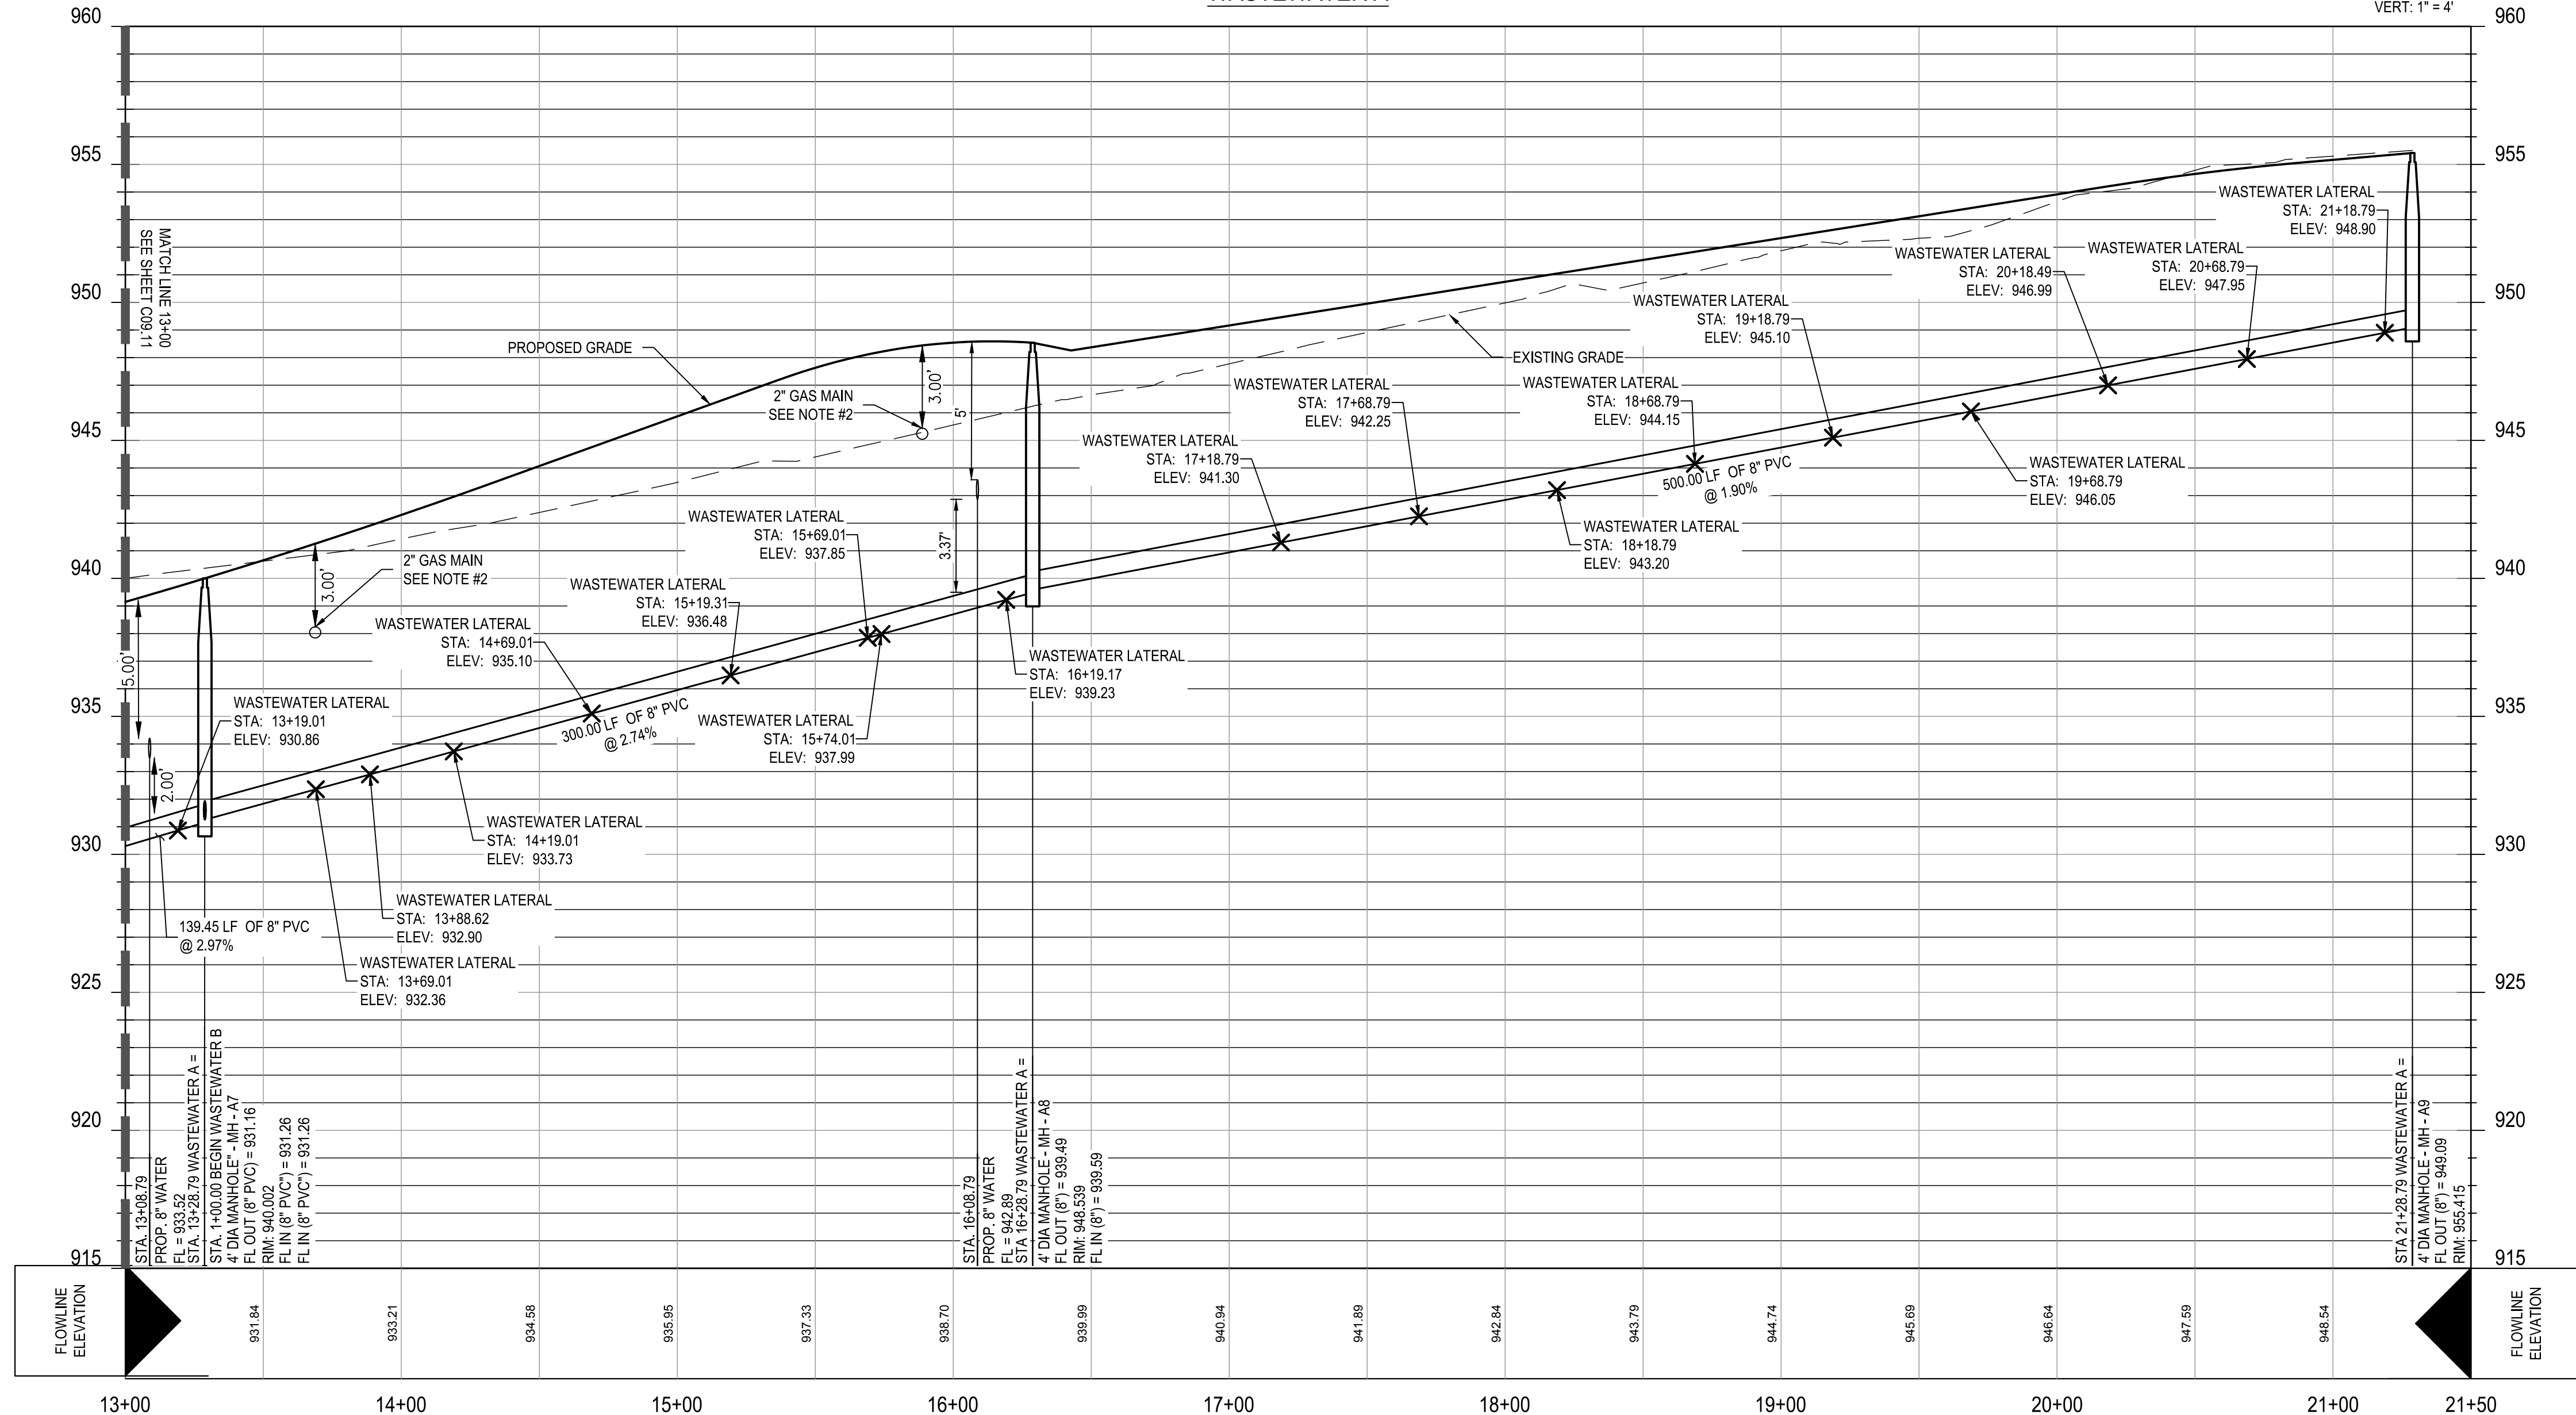 VERT: 1" = 4'
960
960
955
955
950
950
945
945
940
940
935
935
930
930
925
925
920
920
915
915
MATCH LINE 13+00
SEE SHEET C09.11
PROPOSED GRADE
2" GAS MAIN
SEE NOTE #2
3.00'
5'
3.37'
EXISTING GRADE
2" GAS MAIN
SEE NOTE #2
3.00'
5.00'
2.00'
WASTEWATER LATERAL
STA: 13+19.01
ELEV: 930.86
139.45 LF OF 8" PVC
@ 2.97%
WASTEWATER LATERAL
STA: 13+69.01
ELEV: 932.36
WASTEWATER LATERAL
STA: 13+88.62
ELEV: 932.90
WASTEWATER LATERAL
STA: 14+19.01
ELEV: 933.73
WASTEWATER LATERAL
STA: 14+69.01
ELEV: 935.10
300.00 LF OF 8" PVC
@ 2.74%
WASTEWATER LATERAL
STA: 15+19.31
ELEV: 936.48
WASTEWATER LATERAL
STA: 15+69.01
ELEV: 937.85
WASTEWATER LATERAL
STA: 15+74.01
ELEV: 937.99
WASTEWATER LATERAL
STA: 16+19.17
ELEV: 939.23
WASTEWATER LATERAL
STA: 17+18.79
ELEV: 941.30
WASTEWATER LATERAL
STA: 17+68.79
ELEV: 942.25
WASTEWATER LATERAL
STA: 18+18.79
ELEV: 943.20
WASTEWATER LATERAL
STA: 18+68.79
ELEV: 944.15
500.00 LF OF 8" PVC
@ 1.90%
WASTEWATER LATERAL
STA: 19+18.79
ELEV: 945.10
WASTEWATER LATERAL
STA: 19+68.79
ELEV: 946.05
WASTEWATER LATERAL
STA: 20+18.49
ELEV: 946.99
WASTEWATER LATERAL
STA: 20+68.79
ELEV: 947.95
WASTEWATER LATERAL
STA: 21+18.79
ELEV: 948.90
STA. 13+08.79
PROP. 8" WATER
FL = 933.52
STA. 13+28.79 WASTEWATER A =
STA. 1+00.00 BEGIN WASTEWATER B
4' DIA MANHOLE" - MH - A7
FL OUT (8" PVC) = 931.16
RIM: 940.002
FL IN (8" PVC") = 931.26
FL IN (8" PVC") = 931.26
STA. 16+08.79
PROP. 8" WATER
FL = 942.89
STA 16+28.79 WASTEWATER A =
4' DIA MANHOLE - MH - A8
FL OUT (8") = 939.49
RIM: 948.539
FL IN (8") = 939.59
STA 21+28.79 WASTEWATER A =
4' DIA MANHOLE - MH - A9
FL OUT (8") = 949.09
RIM: 955.415
FLOWLINE
ELEVATION
931.84
933.21
934.58
935.95
937.33
938.70
939.99
940.94
941.89
942.84
943.79
944.74
945.69
946.64
947.59
948.54
FLOWLINE
ELEVATION
13+00
14+00
15+00
16+00
17+00
18+00
19+00
20+00
21+00
21+50